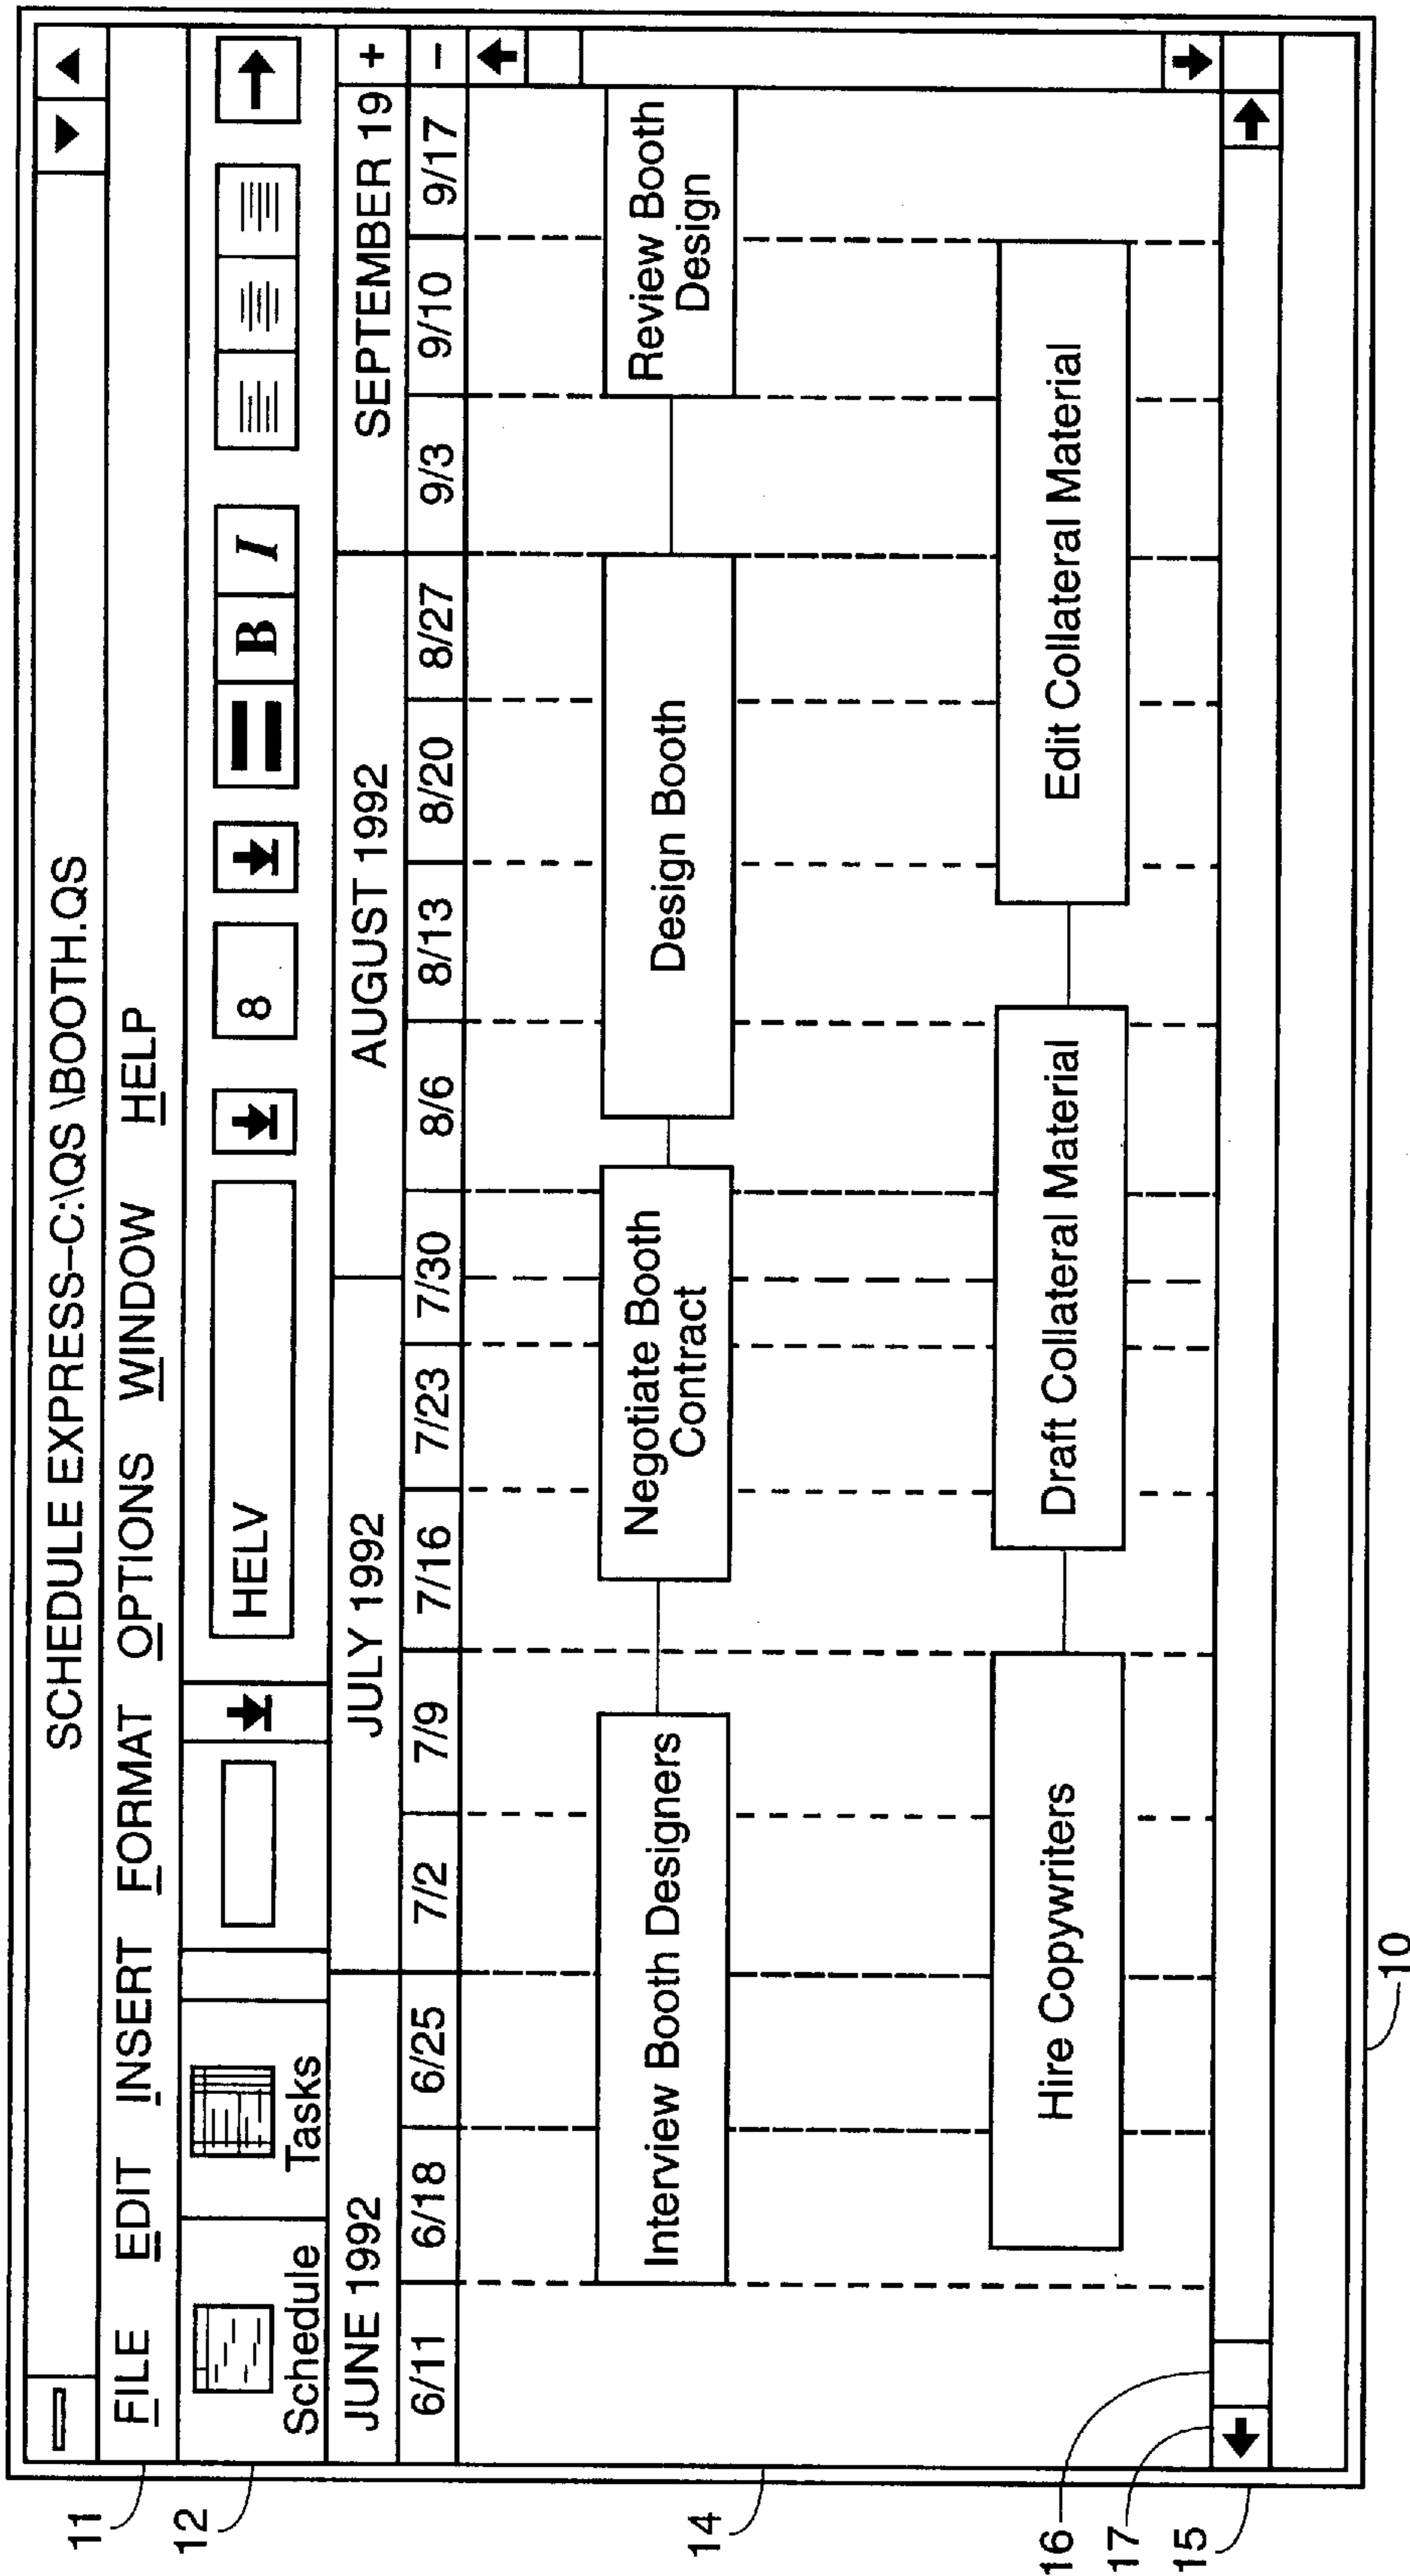 SCHEDULE EXPRESS–C:\QS \BOOTH.QS
FILE EDIT INSERT FORMAT OPTIONS WINDOW HELP
Schedule Tasks HELV 8 B I
JUNE 1992 JULY 1992 AUGUST 1992 SEPTEMBER 19 +
6/11 6/18 6/25 7/2 7/9 7/16 7/23 7/30 8/6 8/13 8/20 8/27 9/3 9/10 9/17 –
Interview Booth Designers
Negotiate Booth
Contract
Design Booth
Review Booth
Design
Hire Copywriters
Draft Collateral Material
Edit Collateral Material
11
12
14
16
17
15
10